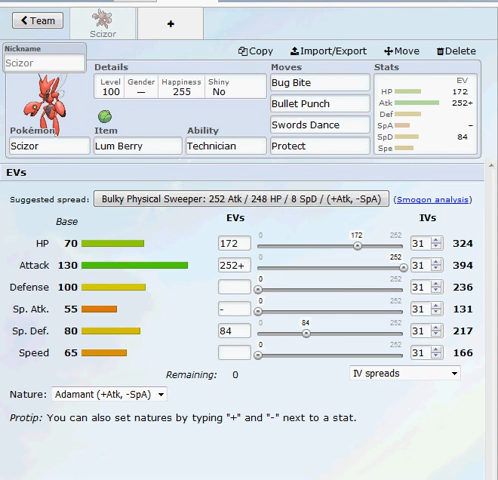 Team
Scizor
+
Copy Import/Export Move Delete
Nickname
Scizor
Details
Level Gender Happiness Shiny
100 — 255 No
Pokémon
Scizor
Item
Lum Berry
Ability
Technician
Moves
Bug Bite
Bullet Punch
Swords Dance
Protect
Stats
EV
HP 172
Atk 252+
Def
SpA -
SpD 84
Spe
EVs
Suggested spread: Bulky Physical Sweeper: 252 Atk / 248 HP / 8 SpD / (+Atk, -SpA) (Smogon analysis)
Base EVs IVs
HP 70 172 0 172 252 31 324
Attack 130 252+ 0 252 31 394
Defense 100 0 252 31 236
Sp. Atk. 55 - 0 252 31 131
Sp. Def. 80 84 0 84 252 31 217
Speed 65 0 252 31 166
Remaining: 0 IV spreads
Nature: Adamant (+Atk, -SpA)
Protip: You can also set natures by typing "+" and "-" next to a stat.